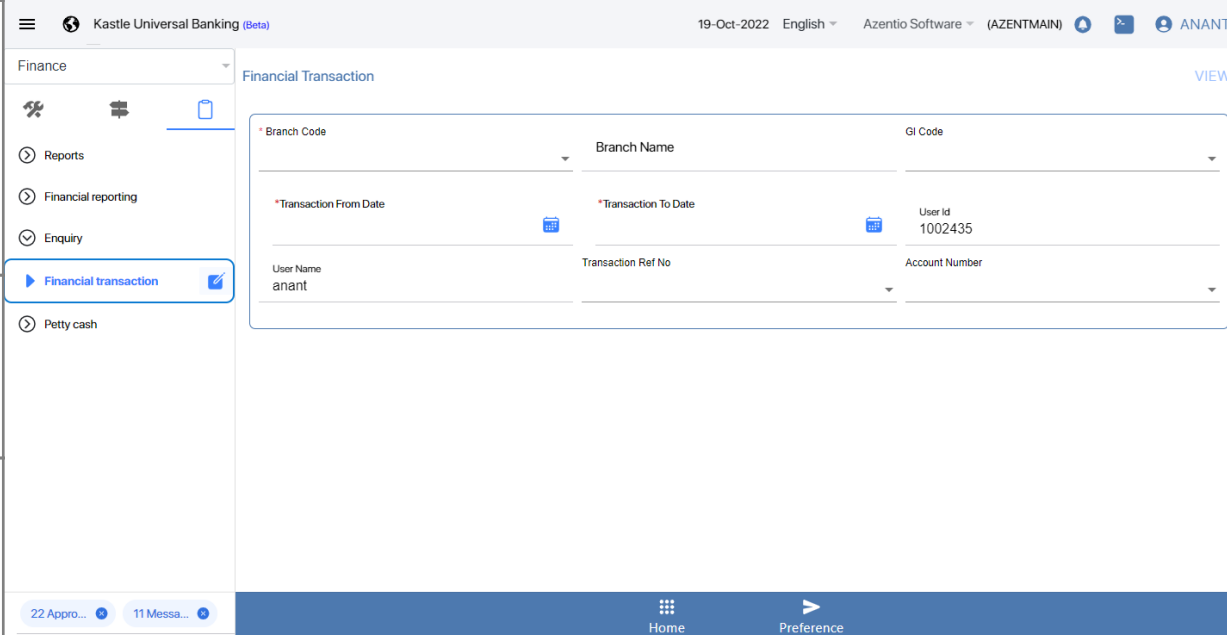 Kastle Universal Banking (Beta)
19-Oct-2022 English Azentio Software (AZENTMAIN) ANANT
Finance
Financial Transaction
VIEW
Reports
Financial reporting
Enquiry
Financial transaction
Petty cash
* Branch Code
Branch Name
Gl Code
*Transaction From Date
*Transaction To Date
User Id
1002435
User Name
anant
Transaction Ref No
Account Number
22 Appro...
11 Messa...
Home
Preference